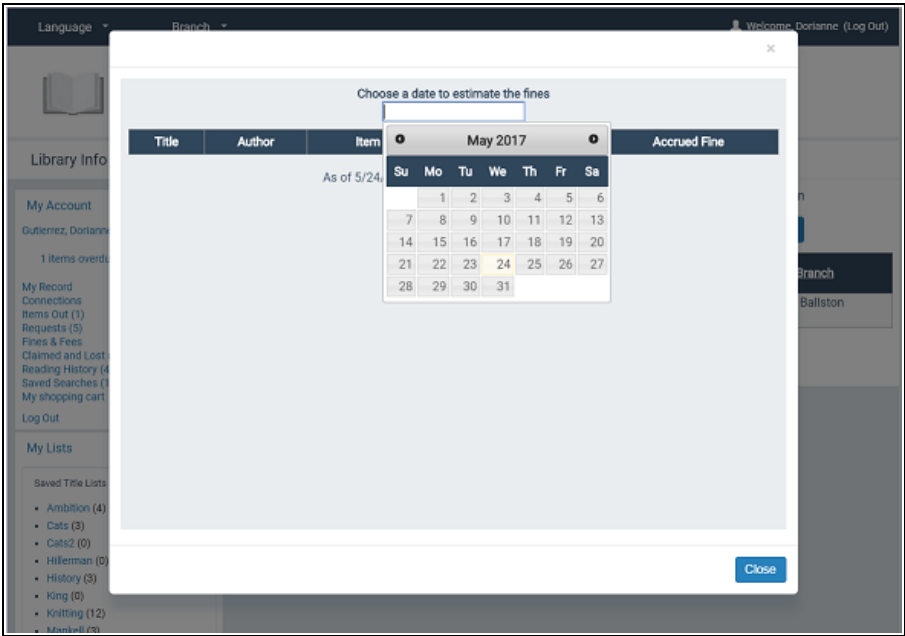 Language Branch Welcome, Dorianne (Log Out)
×
Choose a date to estimate the fines
Title Author Item Accrued Fine
As of 5/24,
May 2017
Su Mo Tu We Th Fr Sa
1 2 3 4 5 6
7 8 9 10 11 12 13
14 15 16 17 18 19 20
21 22 23 24 25 26 27
28 29 30 31
Library Info
My Account
Gutierrez, Dorianne
1 items overdu
My Record
Connections
Items Out (1)
Requests (5)
Fines & Fees
Claimed and Lost
Reading History (4
Saved Searches (1
My shopping cart
Log Out
My Lists
Saved Title Lists
Ambition (4)
Cats (3)
Cats2 (0)
Hillerman (0)
History (3)
King (0)
Knitting (12)
Mankell (3)
n
Branch
Ballston
Close